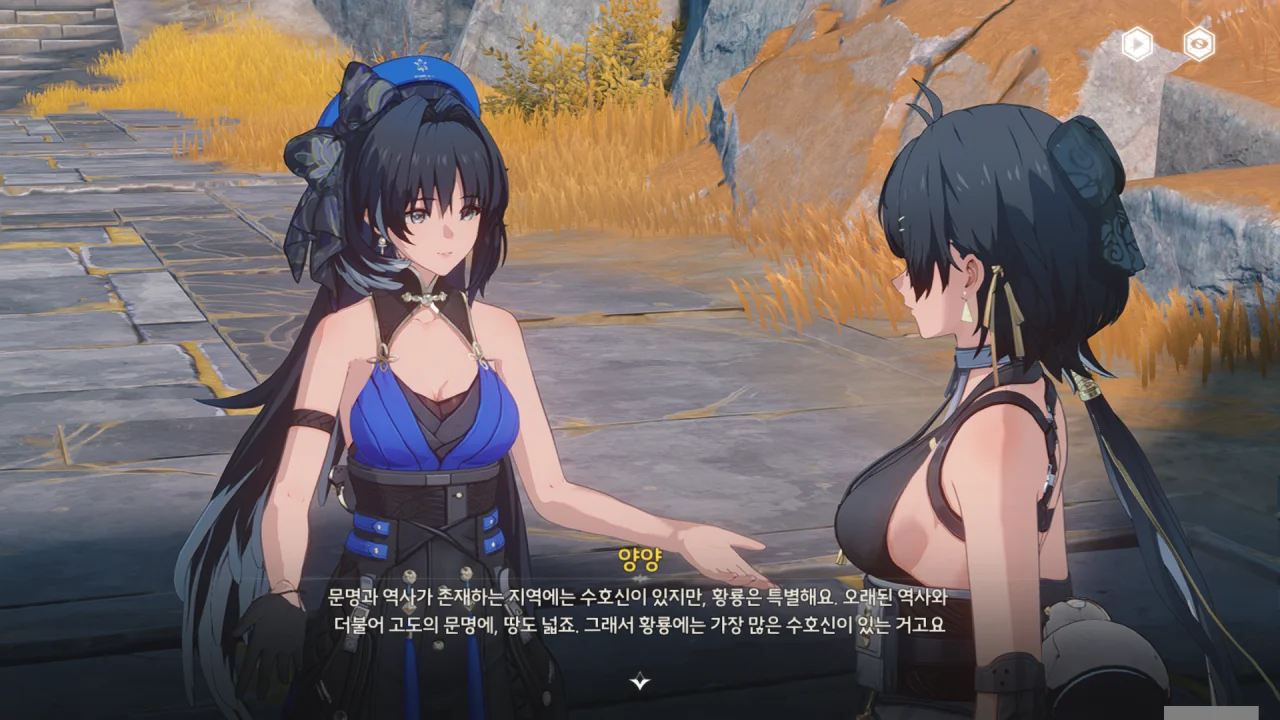 양양
문명과 역사가 존재하는 지역에는 수호신이 있지만, 황룡은 특별해요. 오래된 역사와
더불어 고도의 문명에, 땅도 넓죠. 그래서 황룡에는 가장 많은 수호신이 있는 거고요